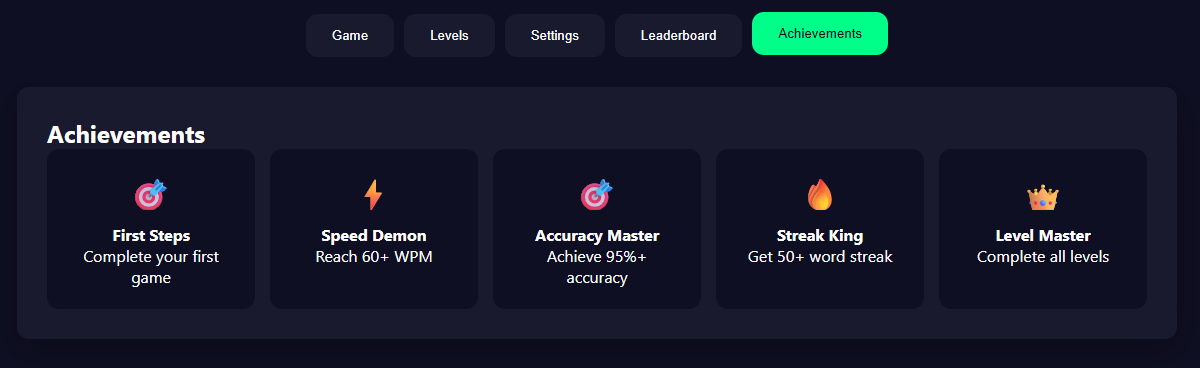 Game
Levels
Settings
Leaderboard
Achievements
Achievements
First Steps
Complete your first
game
Speed Demon
Reach 60+ WPM
Accuracy Master
Achieve 95%+
accuracy
Streak King
Get 50+ word streak
Level Master
Complete all levels